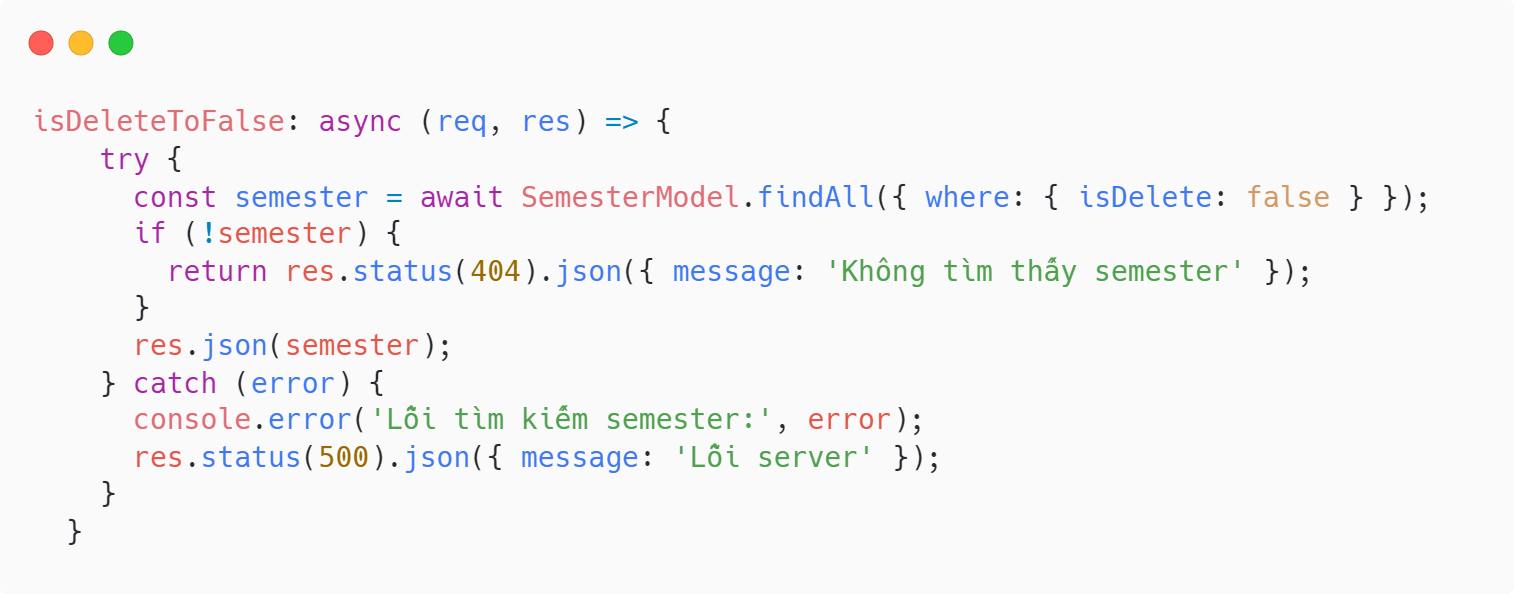 isDeleteToFalse: async (req, res) => {
    try {
      const semester = await SemesterModel.findAll({ where: { isDelete: false } });
      if (!semester) {
        return res.status(404).json({ message: 'Không tìm thấy semester' });
      }
      res.json(semester);
    } catch (error) {
      console.error('Lỗi tìm kiếm semester:', error);
      res.status(500).json({ message: 'Lỗi server' });
    }
  }